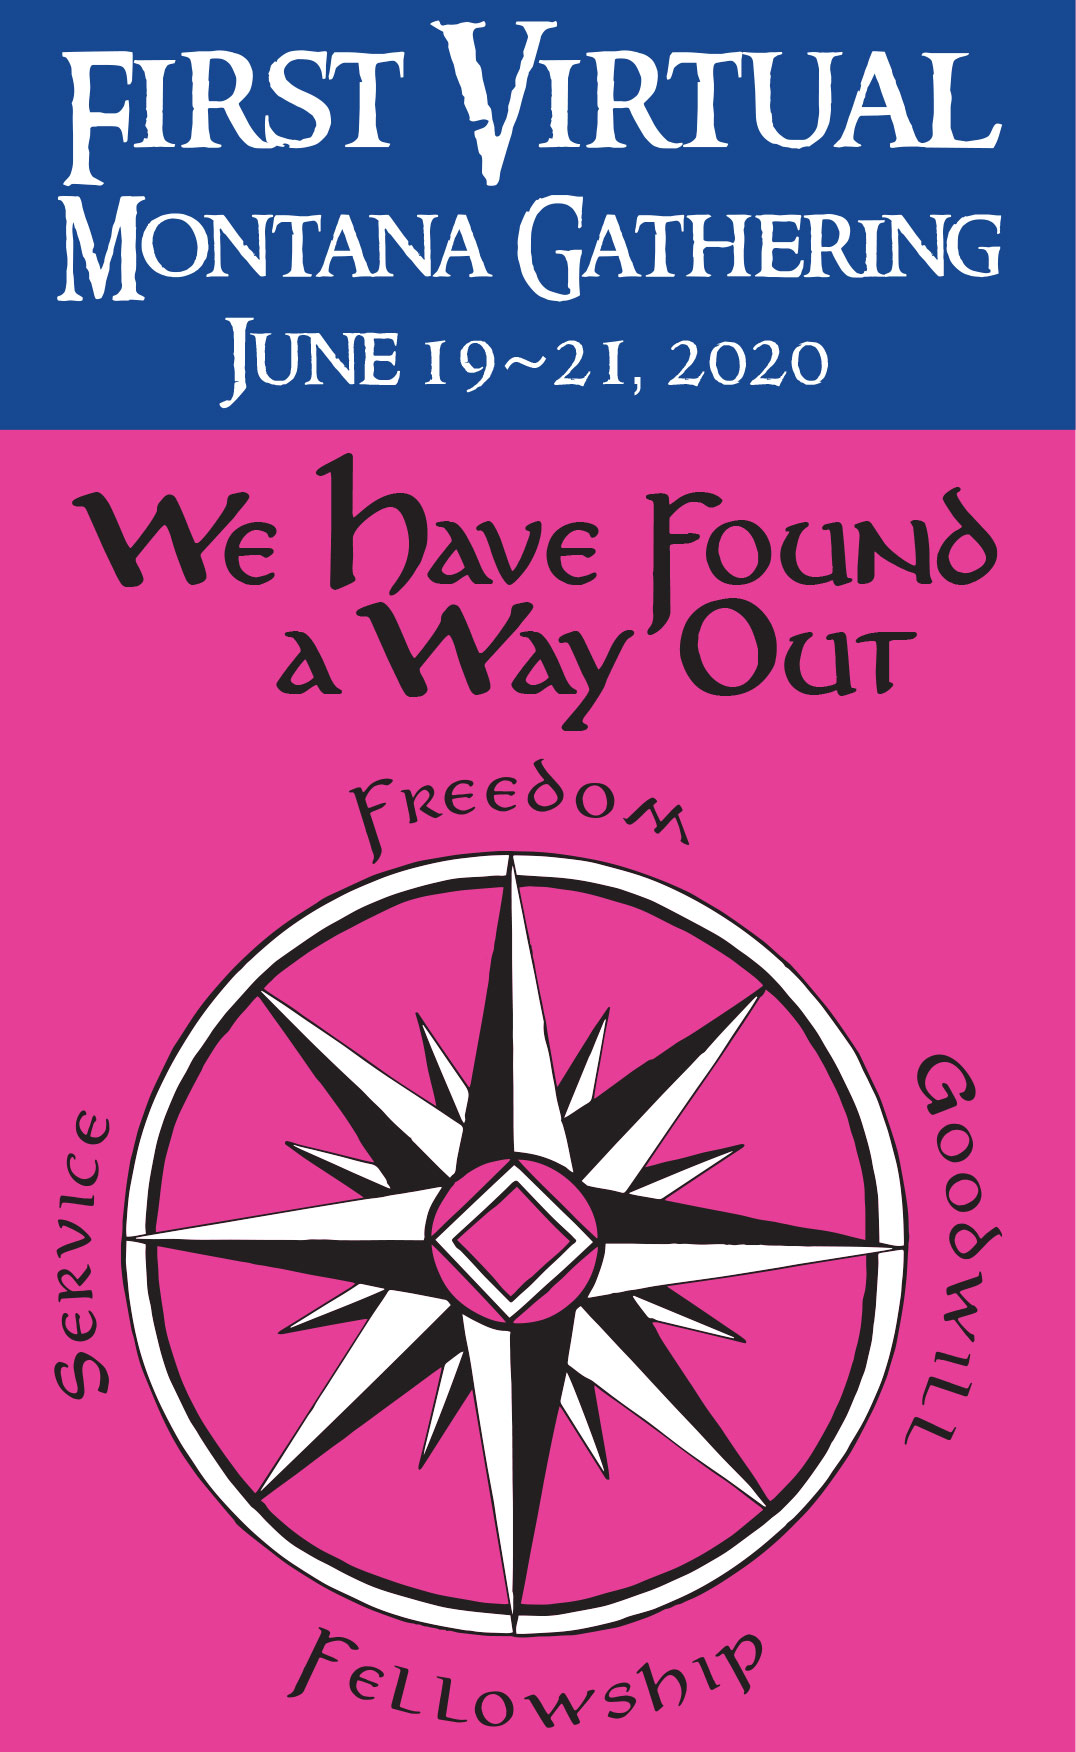 First Virtual
Montana Gathering
June 19~21, 2020
We Have Found
a Way Out
Freedom
Goodwill
Service
Fellowship